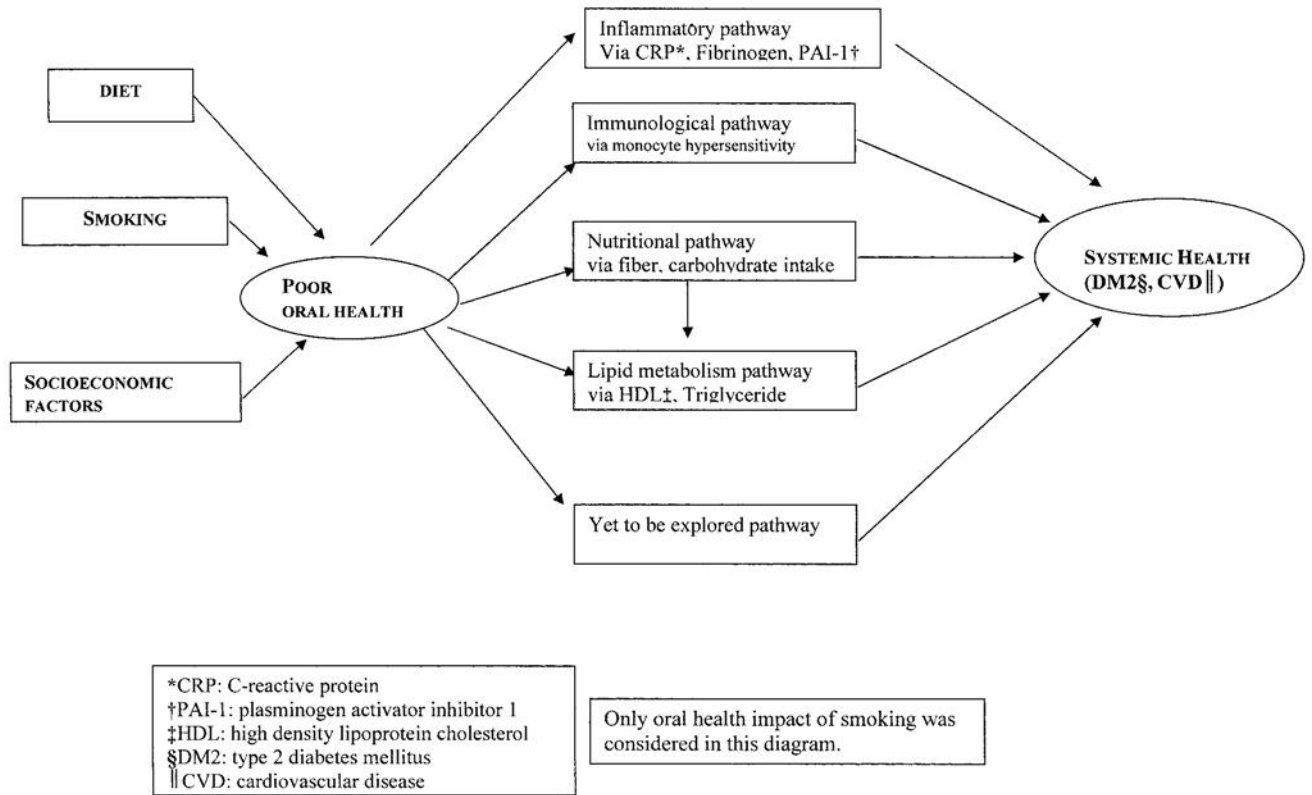 DIET
SMOKING
SOCIOECONOMIC
FACTORS
POOR
ORAL HEALTH
Inflammatory pathway
Via CRP*, Fibrinogen, PAI-1†
Immunological pathway
via monocyte hypersensitivity
Nutritional pathway
via fiber, carbohydrate intake
Lipid metabolism pathway
via HDL‡, Triglyceride
Yet to be explored pathway
SYSTEMIC HEALTH
(DM2§, CVD‖)
*CRP: C-reactive protein
†PAI-1: plasminogen activator inhibitor 1
‡HDL: high density lipoprotein cholesterol
§DM2: type 2 diabetes mellitus
‖CVD: cardiovascular disease
Only oral health impact of smoking was
considered in this diagram.